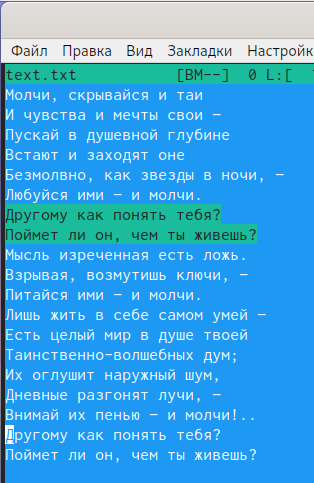 Файл Правка Вид Закладки Настройк
text.txt [BM--] 0 L:[
Молчи, скрывайся и таи
И чувства и мечты свои –
Пускай в душевной глубине
Встают и заходят оне
Безмолвно, как звезды в ночи, –
Любуйся ими – и молчи.
Другому как понять тебя?
Поймет ли он, чем ты живешь?
Мысль изреченная есть ложь.
Взрывая, возмутишь ключи, –
Питайся ими – и молчи.
Лишь жить в себе самом умей –
Есть целый мир в душе твоей
Таинственно-волшебных дум;
Их оглушит наружный шум,
Дневные разгонят лучи, –
Внимай их пенью – и молчи!..
Другому как понять тебя?
Поймет ли он, чем ты живешь?